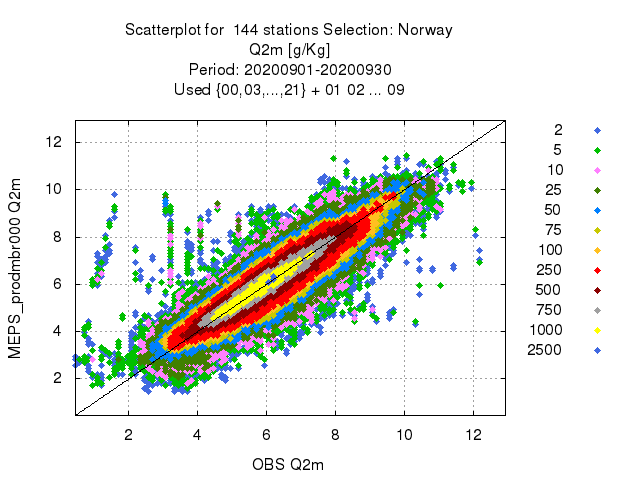 Scatterplot for 144 stations Selection: Norway
Q2m [g/Kg]
Period: 20200901-20200930
Used {00,03,...,21} + 01 02 ... 09
MEPS_prodmbr000 Q2m
12
10
8
6
4
2
2 4 6 8 10 12
OBS Q2m
2
5
10
25
50
75
100
250
500
750
1000
2500